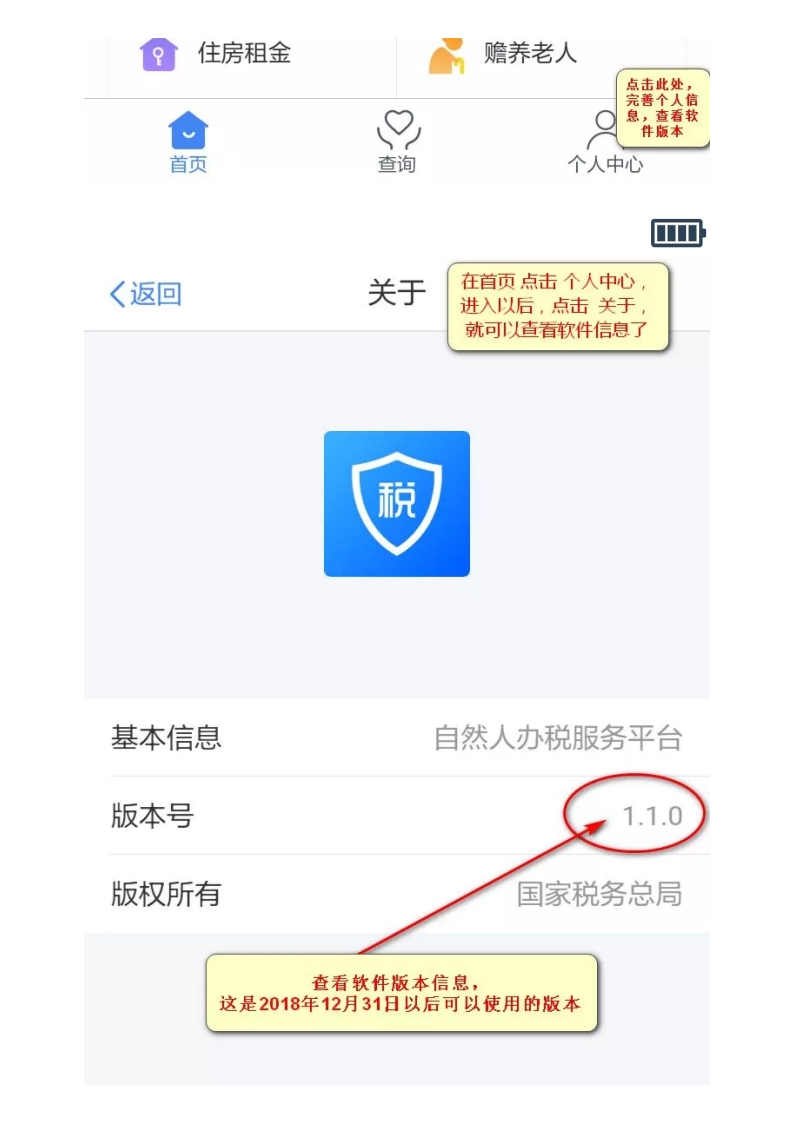 住房租金
赡养老人
点击此处，
完善个人信
息，查看软
件版本
首页
查询
个人中心
返回
关于
在首页 点击 个人中心，
进入以后，点击 关于，
就可以查看软件信息了
税
基本信息
自然人办税服务平台
版本号
1.1.0
版权所有
国家税务总局
查看软件版本信息，
这是2018年12月31日以后可以使用的版本